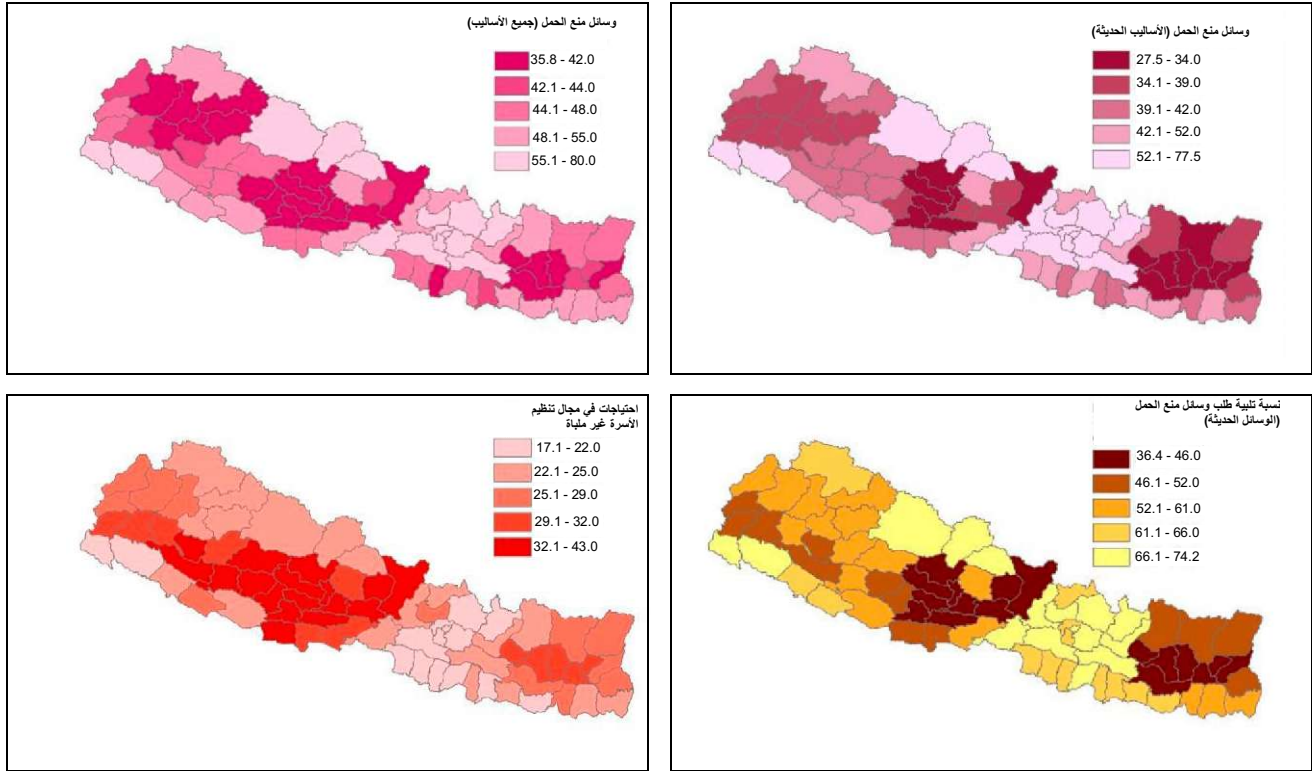 وسائل منع الحمل (جميع الأساليب)
35.8 - 42.0
42.1 - 44.0
44.1 - 48.0
48.1 - 55.0
55.1 - 80.0
وسائل منع الحمل (الأساليب الحديثة)
27.5 - 34.0
34.1 - 39.0
39.1 - 42.0
42.1 - 52.0
52.1 - 77.5
احتياجات في مجال تنظيم
الأسرة غير ملباة
17.1 - 22.0
22.1 - 25.0
25.1 - 29.0
29.1 - 32.0
32.1 - 43.0
نسبة تلبية طلب وسائل منع الحمل
(الوسائل الحديثة)
36.4 - 46.0
46.1 - 52.0
52.1 - 61.0
61.1 - 66.0
66.1 - 74.2